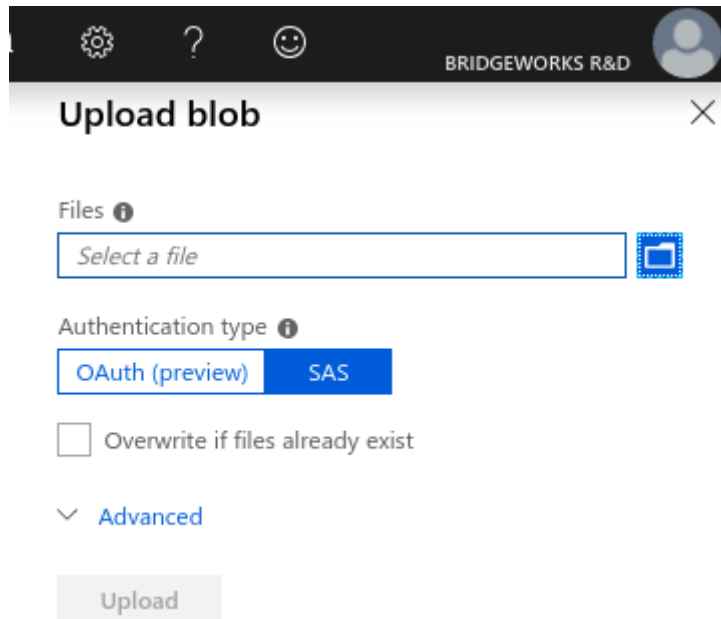 BRIDGEWORKS R&D
Upload blob
Files
Select a file
Authentication type
OAuth (preview) SAS
Overwrite if files already exist
Advanced
Upload